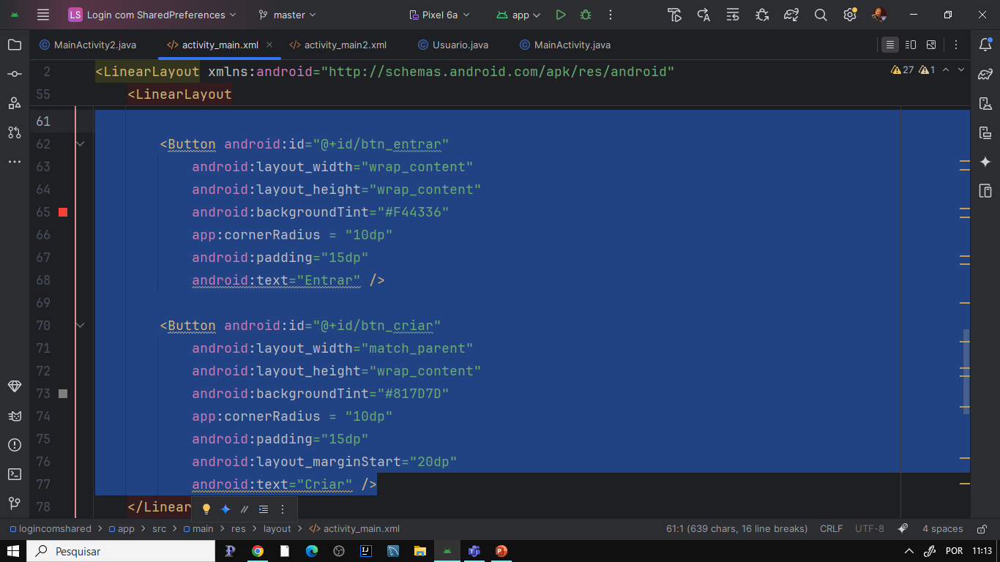 LS Login com SharedPreferences master Pixel 6a app
MainActivity2.java activity_main.xml activity_main2.xml Usuario.java MainActivity.java
2 <LinearLayout xmlns:android="http://schemas.android.com/apk/res/android" 27 1
55 <LinearLayout
61
62 <Button android:id="@+id/btn_entrar"
63 android:layout_width="wrap_content"
64 android:layout_height="wrap_content"
65 android:backgroundTint="#F44336"
66 app:cornerRadius = "10dp"
67 android:padding="15dp"
68 android:text="Entrar" />
69
70 <Button android:id="@+id/btn_criar"
71 android:layout_width="match_parent"
72 android:layout_height="wrap_content"
73 android:backgroundTint="#817D7D"
74 app:cornerRadius = "10dp"
75 android:padding="15dp"
76 android:layout_marginStart="20dp"
77 android:text="Criar" />
78 </Linear
logincomshared > app > src > main > res > layout > activity_main.xml 61:1 (639 chars, 16 line breaks) CRLF UTF-8 4 spaces
Pesquisar POR 11:13